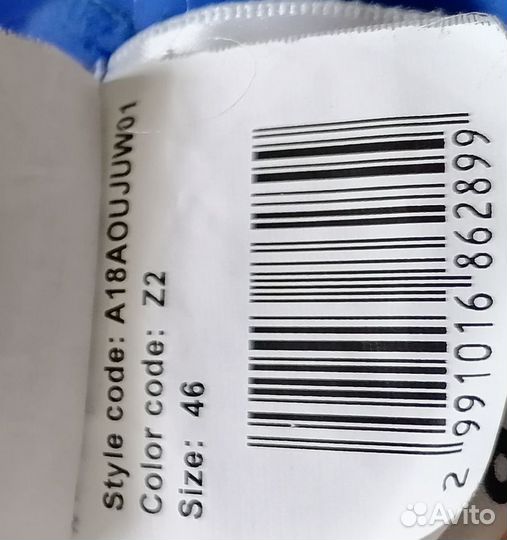 Style code: A18AOUJUW01
Color code: Z2
Size: 46
2 991016 862899
Avito